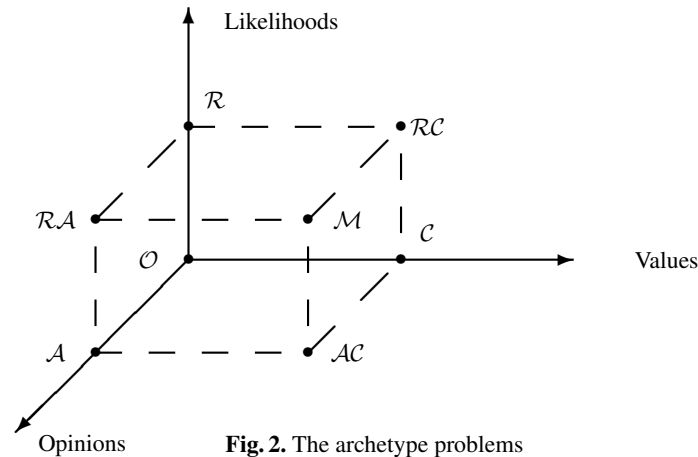 Likelihoods
R
RC
RA
M
O
C
Values
A
AC
Opinions
Fig. 2. The archetype problems